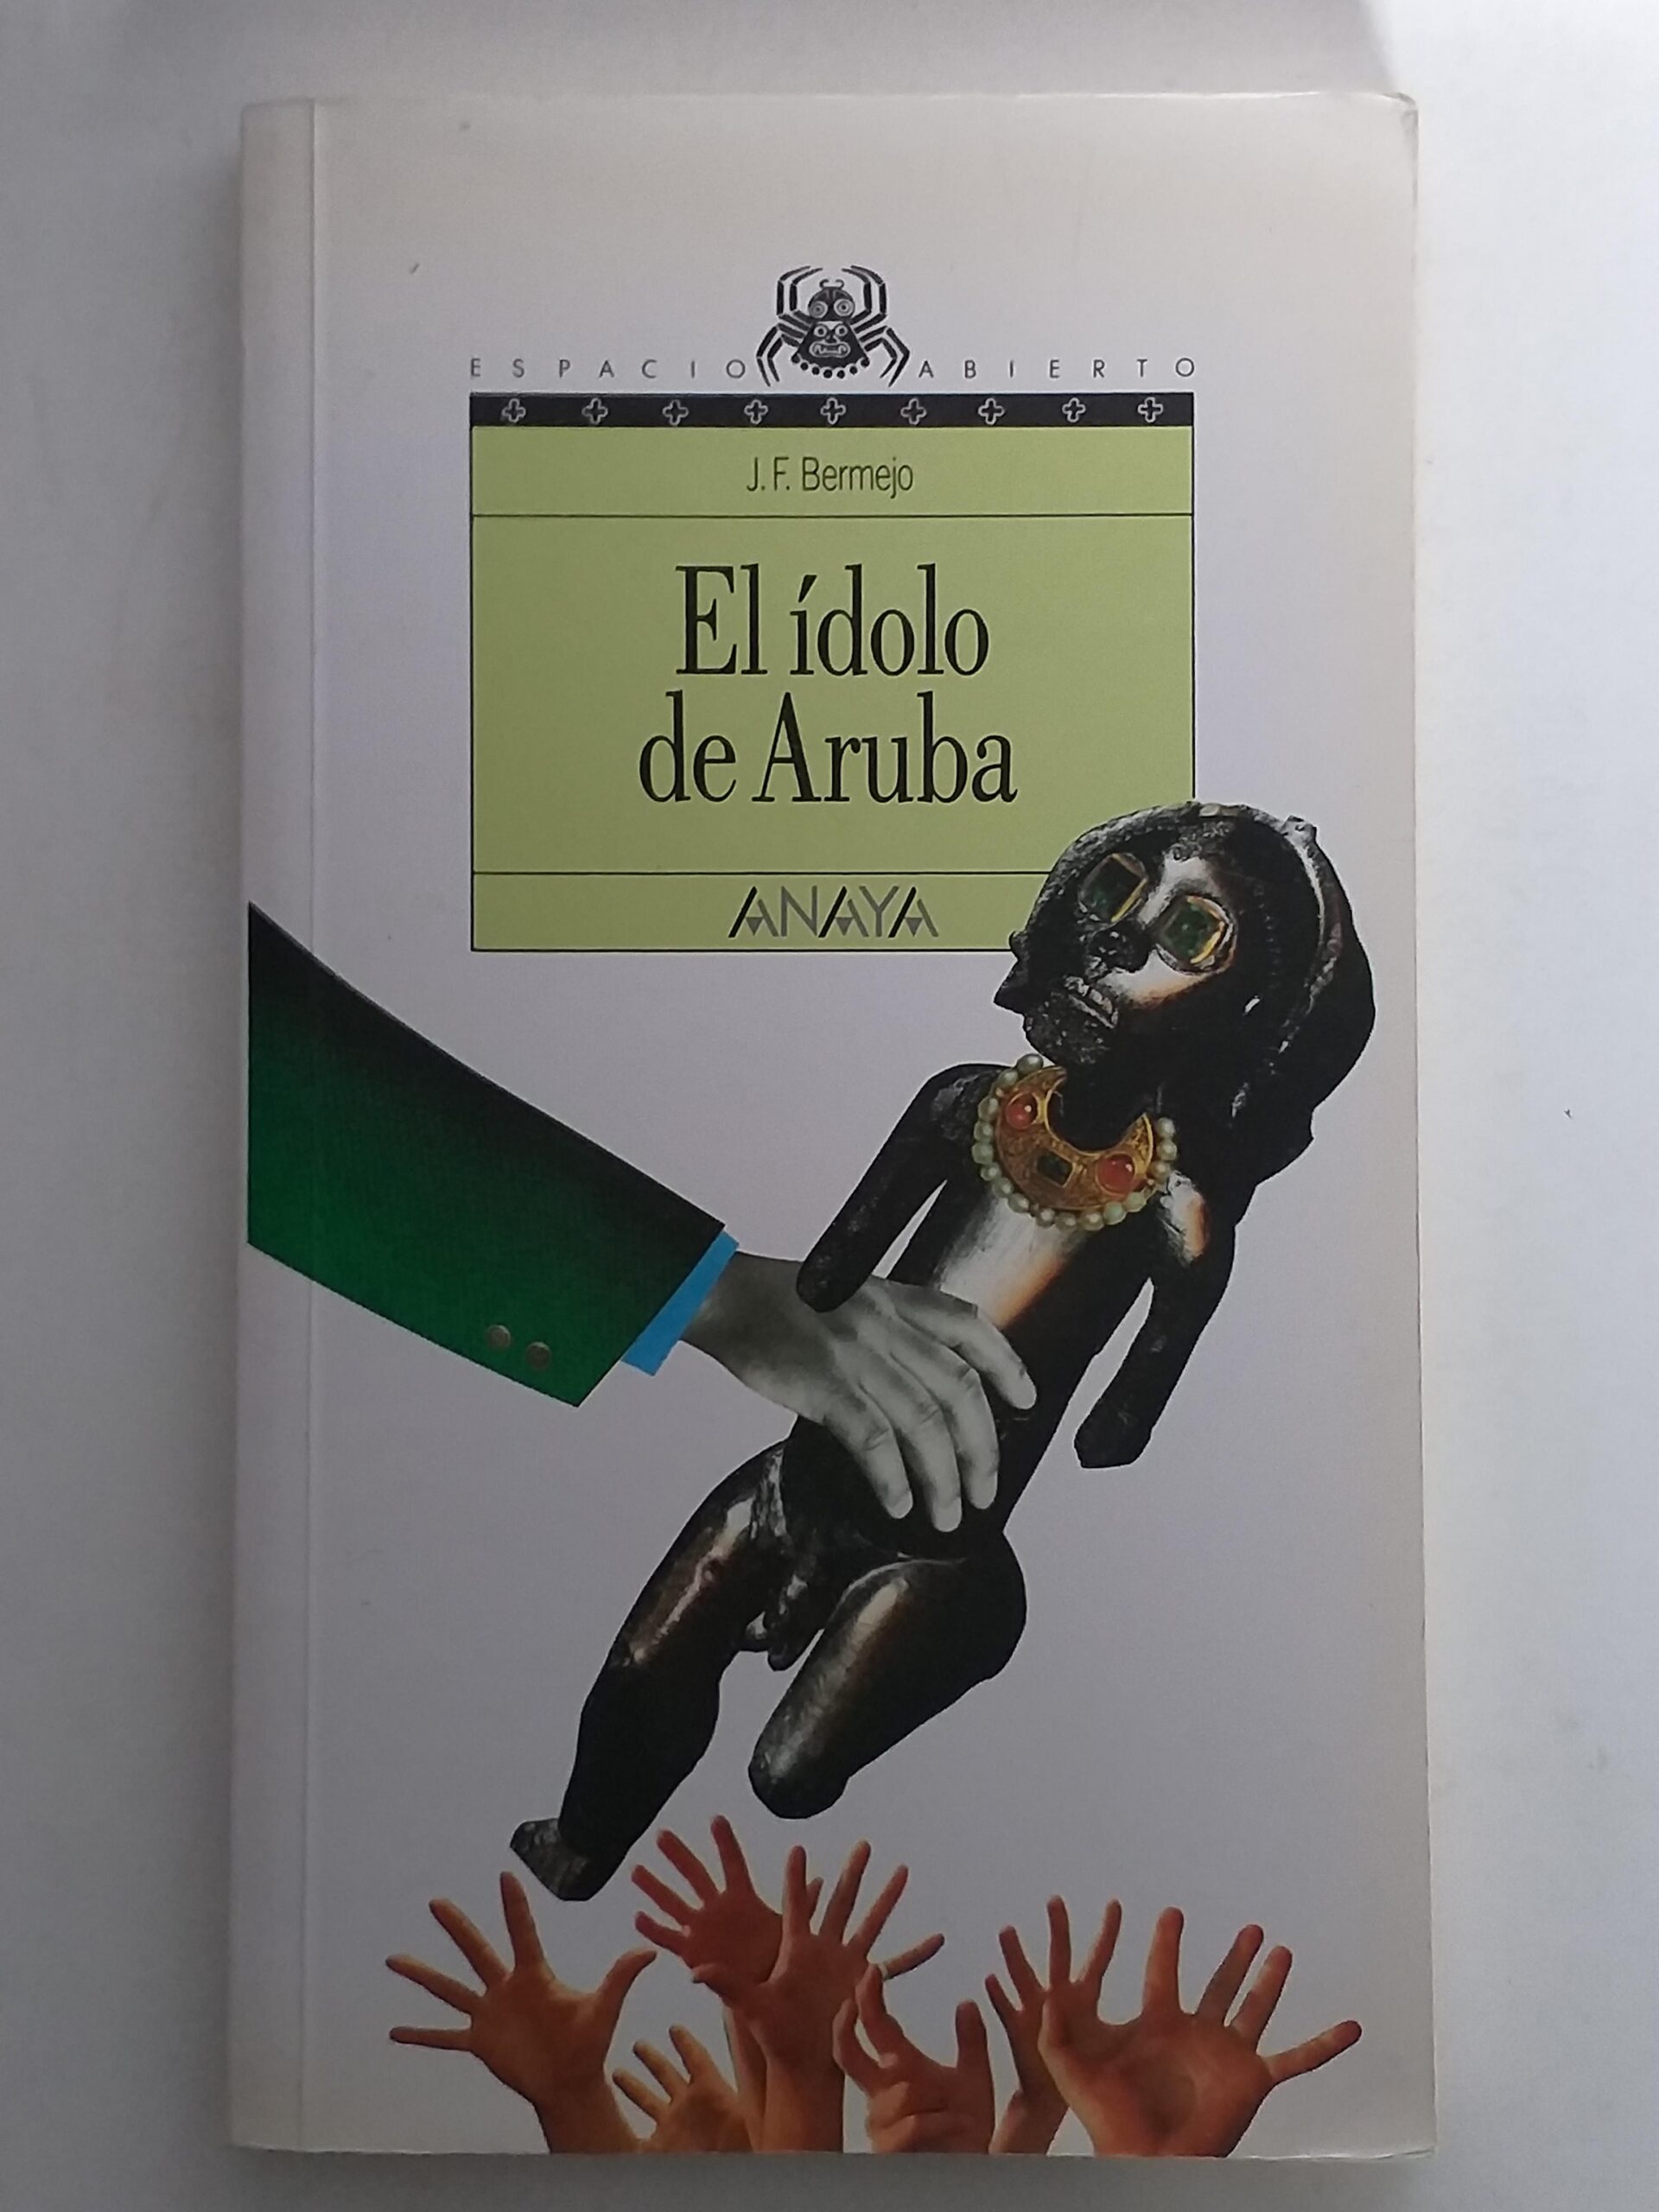 ESPACIO ABIERTO
J. F. Bermejo
El ídolo
de Aruba
ANAYA